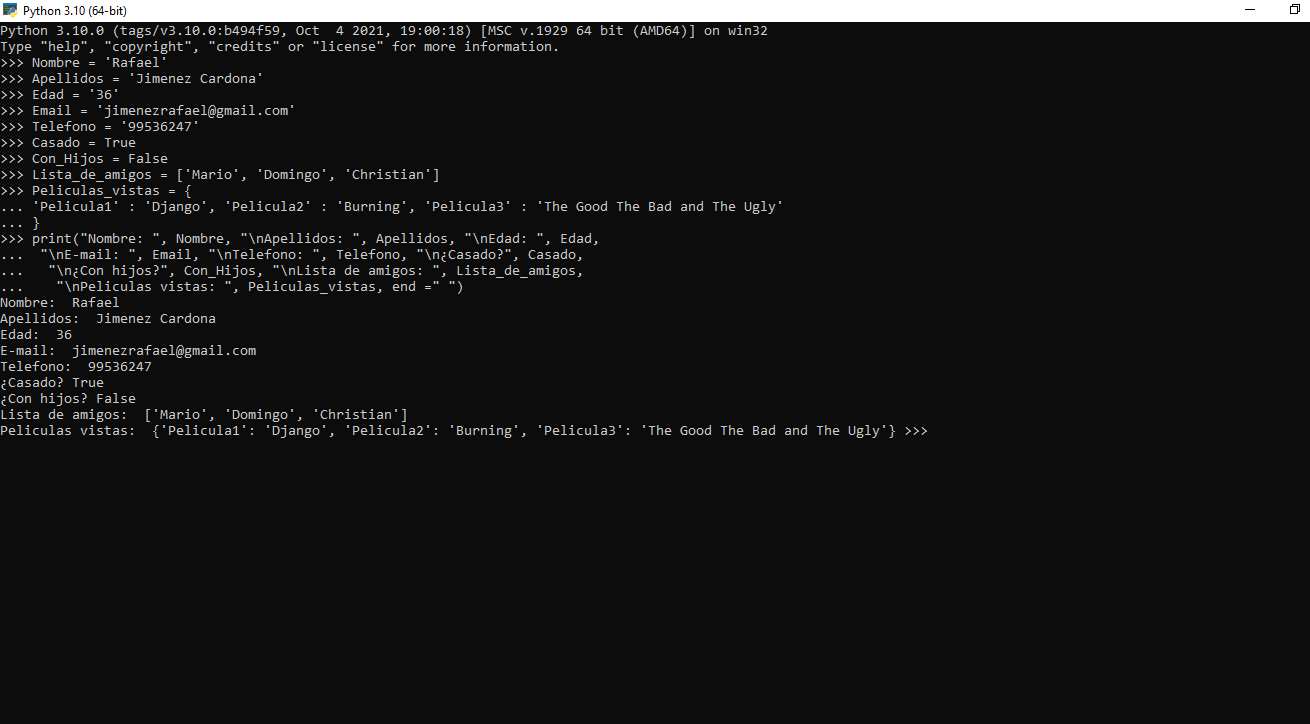 Python 3.10 (64-bit)
Python 3.10.0 (tags/v3.10.0:b494f59, Oct  4 2021, 19:00:18) [MSC v.1929 64 bit (AMD64)] on win32
Type "help", "copyright", "credits" or "license" for more information.
>>> Nombre = 'Rafael'
>>> Apellidos = 'Jimenez Cardona'
>>> Edad = '36'
>>> Email = 'jimenezrafael@gmail.com'
>>> Telefono = '99536247'
>>> Casado = True
>>> Con_Hijos = False
>>> Lista_de_amigos = ['Mario', 'Domingo', 'Christian']
>>> Peliculas_vistas = {
... 'Pelicula1' : 'Django', 'Pelicula2' : 'Burning', 'Pelicula3' : 'The Good The Bad and The Ugly'
... }
>>> print("Nombre: ", Nombre, "\nApellidos: ", Apellidos, "\nEdad: ", Edad,
...  "\nE-mail: ", Email, "\nTelefono: ", Telefono, "\n¿Casado?", Casado,
...   "\n¿Con hijos?", Con_Hijos, "\nLista de amigos: ", Lista_de_amigos,
...    "\nPeliculas vistas: ", Peliculas_vistas, end =" ")
Nombre:  Rafael
Apellidos:  Jimenez Cardona
Edad:  36
E-mail:  jimenezrafael@gmail.com
Telefono:  99536247
¿Casado? True
¿Con hijos? False
Lista de amigos:  ['Mario', 'Domingo', 'Christian']
Peliculas vistas:  {'Pelicula1': 'Django', 'Pelicula2': 'Burning', 'Pelicula3': 'The Good The Bad and The Ugly'} >>>